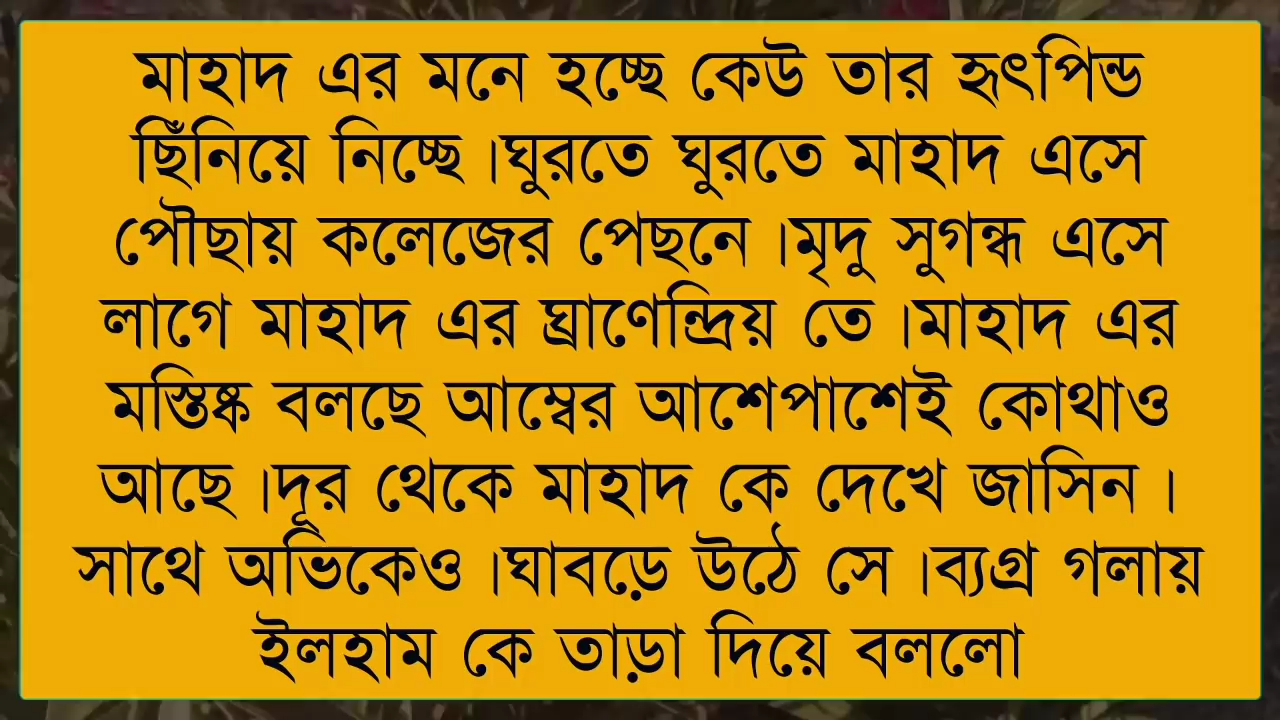 মাহাদ এর মনে হচ্ছে কেউ তার হৃৎপিন্ড
ছিঁনিয়ে নিচ্ছে ।ঘুরতে ঘুরতে মাহাদ এসে
পৌছায় কলেজের পেছনে ।মৃদু সুগন্ধ এসে
লাগে মাহাদ এর ঘ্রাণেন্দ্রিয় তে ।মাহাদ এর
মস্তিষ্ক বলছে আম্বের আশেপাশেই কোথাও
আছে ।দূর থেকে মাহাদ কে দেখে জাসিন ।
সাথে অভিকেও ।ঘাবড়ে উঠে সে ।ব্যগ্র গলায়
ইলহাম কে তাড়া দিয়ে বললো